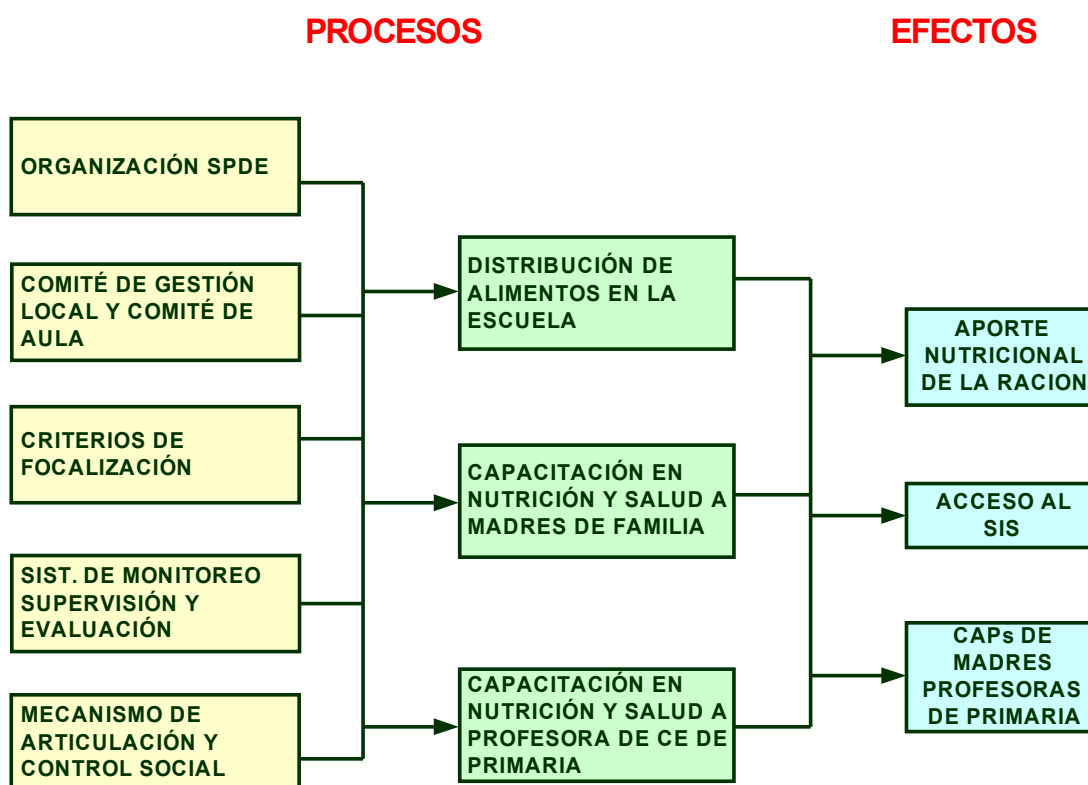 PROCESOS
EFECTOS
ORGANIZACIÓN SPDE
COMITÉ DE GESTIÓN
LOCAL Y COMITÉ DE
AULA
CRITERIOS DE
FOCALIZACIÓN
SIST. DE MONITOREO
SUPERVISIÓN Y
EVALUACIÓN
MECANISMO DE
ARTICULACIÓN Y
CONTROL SOCIAL
DISTRIBUCIÓN DE
ALIMENTOS EN LA
ESCUELA
CAPACITACIÓN EN
NUTRICIÓN Y SALUD A
MADRES DE FAMILIA
CAPACITACIÓN EN
NUTRICIÓN Y SALUD A
PROFESORA DE CE DE
PRIMARIA
APORTE
NUTRICIONAL
DE LA RACION
ACCESO AL
SIS
CAPs DE
MADRES
PROFESORAS
DE PRIMARIA